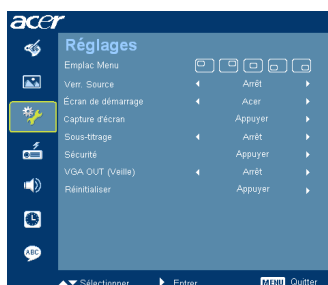 acer
Réglages
Emplac Menu
Verr. Source Arrêt
Écran de démarrage Acer
Capture d'écran Appuyer
Sous-titrage Arrêt
Sécurité Appuyer
VGA OUT (Veille) Arrêt
Réinitialiser Appuyer
ABC
Sélectionner Entrer MENU Quitter